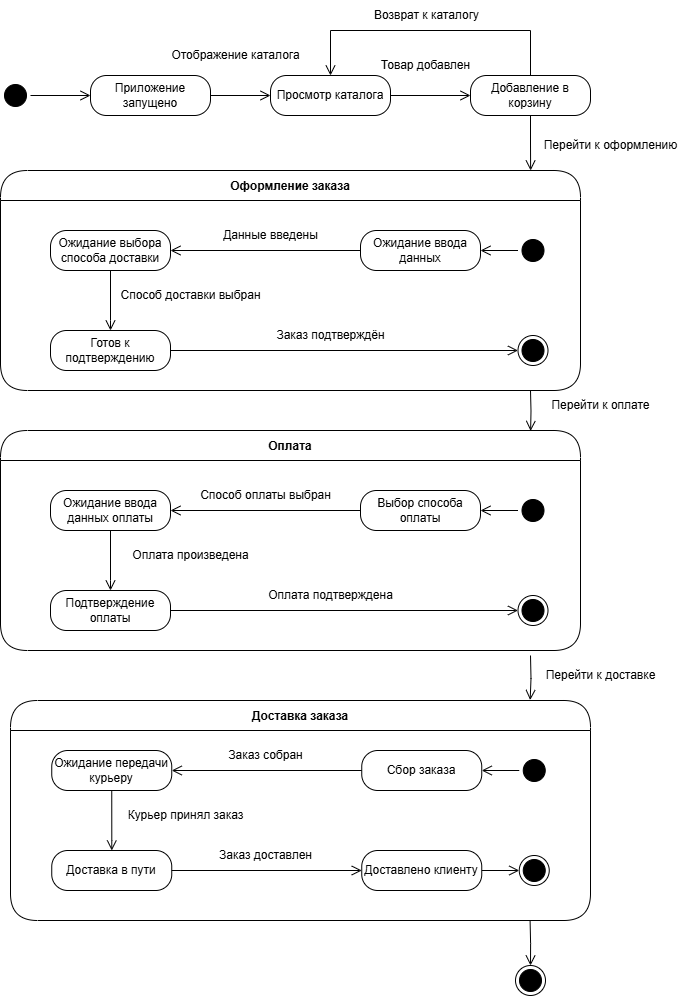 Возврат к каталогу
Отображение каталога
Товар добавлен
Приложение
запущено
Просмотр каталога
Добавление в
корзину
Перейти к оформлению
Оформление заказа
Ожидание выбора
способа доставки
Данные введены
Ожидание ввода
данных
Способ доставки выбран
Готов к
подтверждению
Заказ подтверждён
Перейти к оплате
Оплата
Ожидание ввода
данных оплаты
Способ оплаты выбран
Выбор способа
оплаты
Оплата произведена
Подтверждение
оплаты
Оплата подтверждена
Перейти к доставке
Доставка заказа
Ожидание передачи
курьеру
Заказ собран
Сбор заказа
Курьер принял заказ
Доставка в пути
Заказ доставлен
Доставлено клиенту